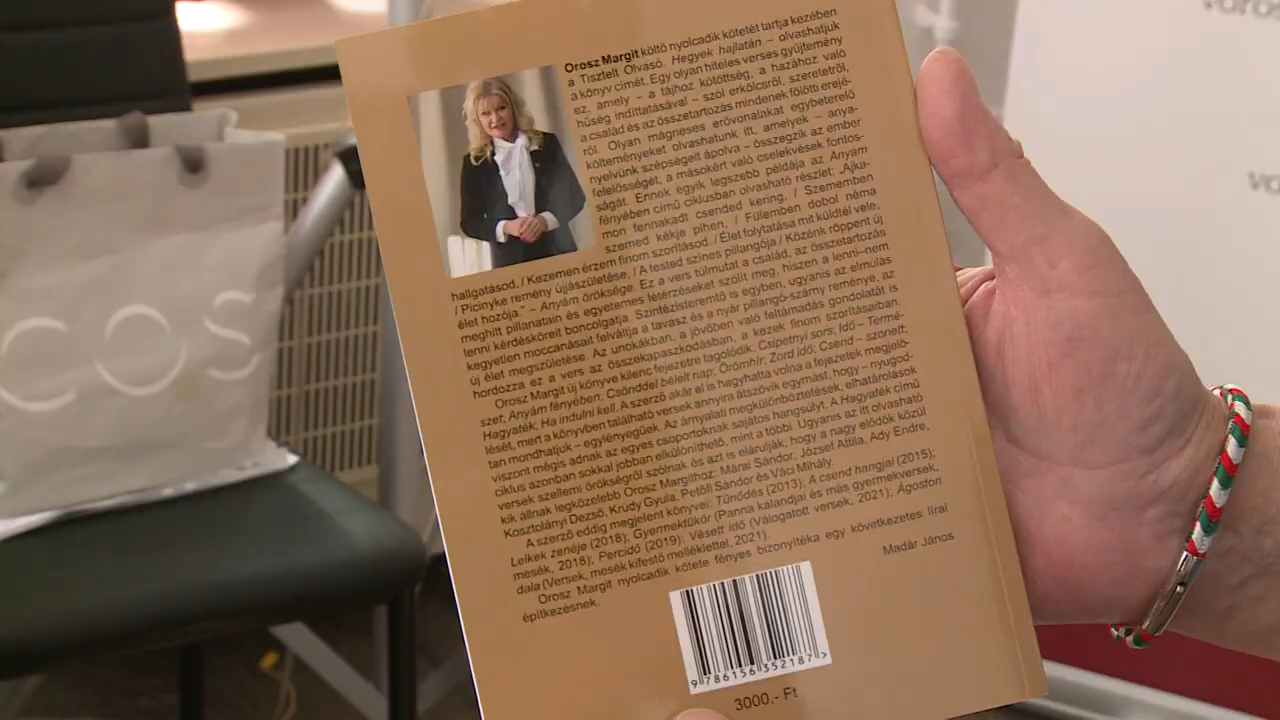 Orosz Margit költő nyolcadik kötetét tartja kezében
a Tisztelt Olvasó. Hegyek hajlatán – olvashatjuk
a könyv címét. Egy olyan hiteles verses gyűjtemény
ez, amely – a tájhoz kötöttség, a hazához való
hűség indíttatásával – szól erkölcsről, szeretetről,
a család és az összetartozás mindenek fölötti erejé-
ről. Olyan mágneses erővonalakat egybeterelő
költeményeket olvashatunk itt, amelyek – anya-
nyelvünk szépségeit ápolva – összegzik az ember
felelősségét, a másokért való cselekvések fontos-
ságát. Ennek egyik legszebb példája az Anyám
fényében című ciklusban olvasható részlet: „Ajka-
mon fennakadt csended kering, / Szememben
szemed kékje pihen, / Fülemben dobol néma
hallgatásod. / Kezemen érzem finom szorításod. / Élet folytatása mit küldtél vele,
/ Picinyke remény újjászületése, / A tested színes pillangója / Közénk röppent új
élet hozója.” – Anyám öröksége. Ez a vers túlmutat a család, az összetartozás
meghitt pillanatain és egyetemes létérzéseket szólít meg, hiszen a lenni–nem
lenni kérdésköreit boncolgatja. Szintézisteremtő is egyben, ugyanis az elmúlás
kegyetlen moccanásait felváltja a tavasz és a nyár pillangó-szárny reménye, az
új élet megszületése. Az unokákban, a jövőben való feltámadás gondolatát is
hordozza ez a vers az összekapaszkodásban, a kezek finom szorításaiban.
Orosz Margit új könyve kilenc fejezetre tagolódik. Csipetnyi sors; Idő – Termé-
szet; Anyám fényében; Csönddel bélelt nap; Örömhír; Zord idő; Csend – szonett;
Hagyaték; Ha indulni kell. A szerző akár el is hagyhatta volna a fejezetek megjelö-
lését, mert a könyvben található versek annyira átszövik egymást, hogy – nyugod-
tan mondhatjuk – egylényegűek. Az árnyalati megkülönböztetések, elhatárolások
viszont mégis adnak az egyes csoportoknak sajátos hangsúlyt. A Hagyaték című
ciklus azonban sokkal jobban elkülöníthető, mint a többi. Ugyanis az itt olvasható
versek szellemi örökségről szólnak és azt is elárulják, hogy a nagy elődök közül
kik állnak legközelebb Orosz Margithoz: Márai Sándor, József Attila, Ady Endre,
Kosztolányi Dezső, Krúdy Gyula, Petőfi Sándor és Váci Mihály.
A szerző eddig megjelent könyvei: Tűnődés (2013); A csend hangjai (2015);
Lelkek zenéje (2018); Gyermektükör (Panna kalandjai és más gyermekversek,
mesék, 2018); Percidő (2019); Vésett idő (Válogatott versek, 2021); Ágoston
dala (Versek, mesék kifestő melléklettel, 2021).
Orosz Margit nyolcadik kötete fényes bizonyítéka egy következetes lírai
építkezésnek.
Madár János
9 786156 352187 >
3000,- Ft
COS